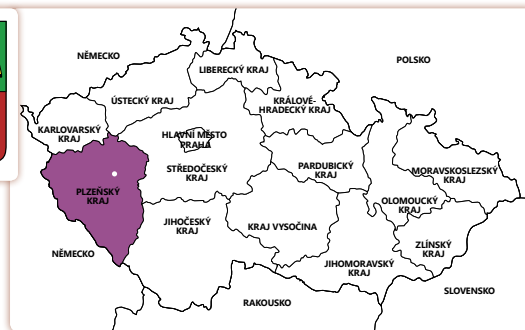 NĚMECKO
POLSKO
LIBERECKÝ KRAJ
ÚSTECKÝ KRAJ
KRÁLOVÉ-
HRADECKÝ KRAJ
KARLOVARSKÝ
KRAJ
HLAVNÍ MĚSTO
PRAHA
STŘEDOČESKÝ
KRAJ
PARDUBICKÝ
KRAJ
MORAVSKOSLEZSKÝ
KRAJ
PLZEŇSKÝ
KRAJ
OLOMOUCKÝ
KRAJ
JIHOČESKÝ
KRAJ
KRAJ VYSOČINA
ZLÍNSKÝ
KRAJ
NĚMECKO
JIHOMORAVSKÝ
KRAJ
SLOVENSKO
RAKOUSKO